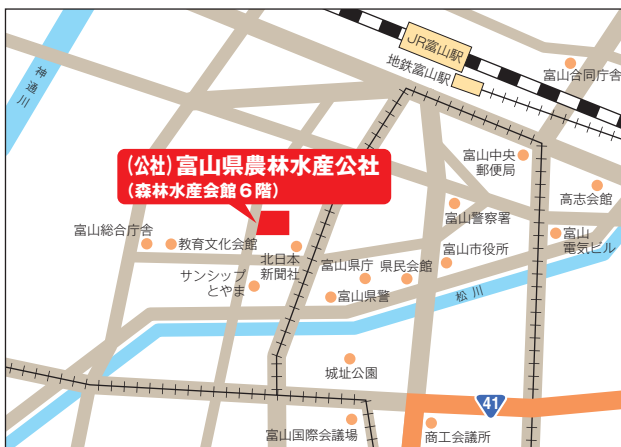 JR富山駅
地鉄富山駅
富山合同庁舎
神通川
(公社)富山県農林水産公社
(森林水産会館6階)
富山中央
郵便局
高志会館
富山警察署
富山
電気ビル
富山総合庁舎
教育文化会館
北日本
新聞社
富山県庁
県民会館
富山市役所
サンシップ
とやま
富山県警
松川
城址公園
41
富山国際会議場
商工会議所